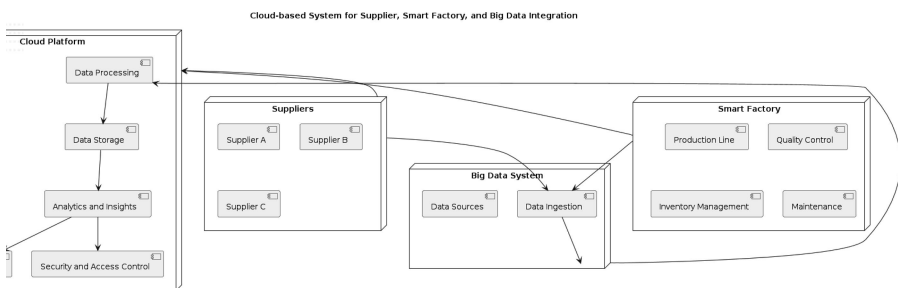 Cloud-based System for Supplier, Smart Factory, and Big Data Integration
Cloud Platform
Data Processing
Data Storage
Analytics and Insights
Security and Access Control
Suppliers
Supplier A
Supplier B
Supplier C
Big Data System
Data Sources
Data Ingestion
Smart Factory
Production Line
Quality Control
Inventory Management
Maintenance